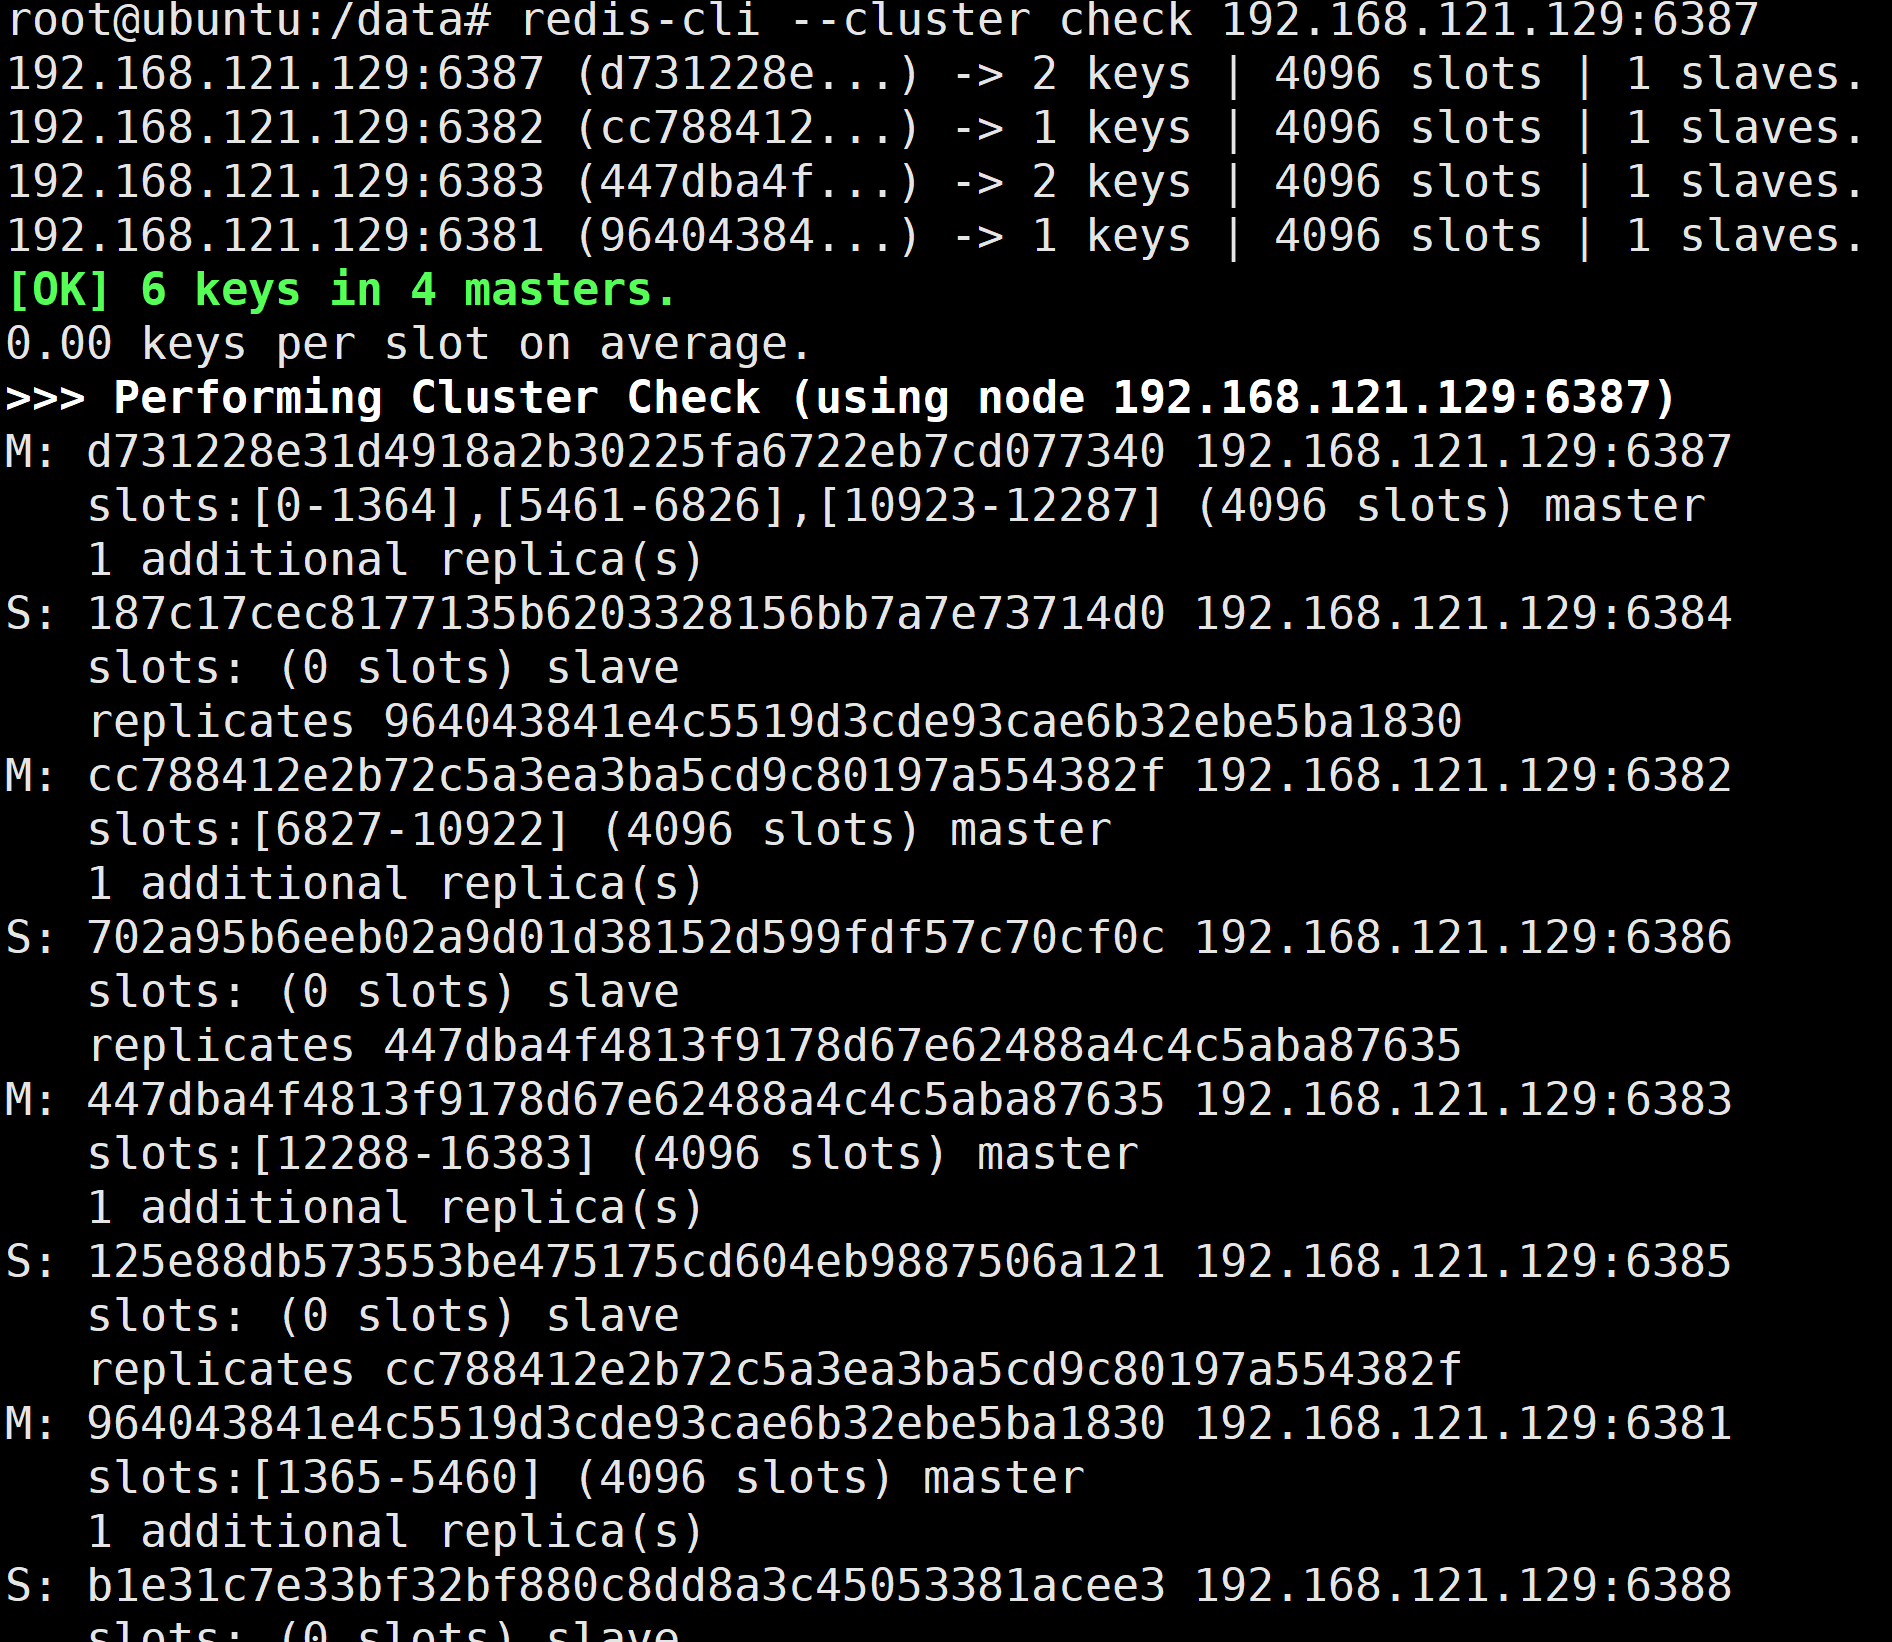 root@ubuntu:/data# redis-cli --cluster check 192.168.121.129:6387
192.168.121.129:6387 (d731228e...) -> 2 keys | 4096 slots | 1 slaves.
192.168.121.129:6382 (cc788412...) -> 1 keys | 4096 slots | 1 slaves.
192.168.121.129:6383 (447dba4f...) -> 2 keys | 4096 slots | 1 slaves.
192.168.121.129:6381 (96404384...) -> 1 keys | 4096 slots | 1 slaves.
[OK] 6 keys in 4 masters.
0.00 keys per slot on average.
>>> Performing Cluster Check (using node 192.168.121.129:6387)
M: d731228e31d4918a2b30225fa6722eb7cd077340 192.168.121.129:6387
   slots:[0-1364],[5461-6826],[10923-12287] (4096 slots) master
   1 additional replica(s)
S: 187c17cec8177135b6203328156bb7a7e73714d0 192.168.121.129:6384
   slots: (0 slots) slave
   replicates 964043841e4c5519d3cde93cae6b32ebe5ba1830
M: cc788412e2b72c5a3ea3ba5cd9c80197a554382f 192.168.121.129:6382
   slots:[6827-10922] (4096 slots) master
   1 additional replica(s)
S: 702a95b6eeb02a9d01d38152d599fdf57c70cf0c 192.168.121.129:6386
   slots: (0 slots) slave
   replicates 447dba4f4813f9178d67e62488a4c4c5aba87635
M: 447dba4f4813f9178d67e62488a4c4c5aba87635 192.168.121.129:6383
   slots:[12288-16383] (4096 slots) master
   1 additional replica(s)
S: 125e88db573553be475175cd604eb9887506a121 192.168.121.129:6385
   slots: (0 slots) slave
   replicates cc788412e2b72c5a3ea3ba5cd9c80197a554382f
M: 964043841e4c5519d3cde93cae6b32ebe5ba1830 192.168.121.129:6381
   slots:[1365-5460] (4096 slots) master
   1 additional replica(s)
S: b1e31c7e33bf32bf880c8dd8a3c45053381acee3 192.168.121.129:6388
   slots: (0 slots) slave